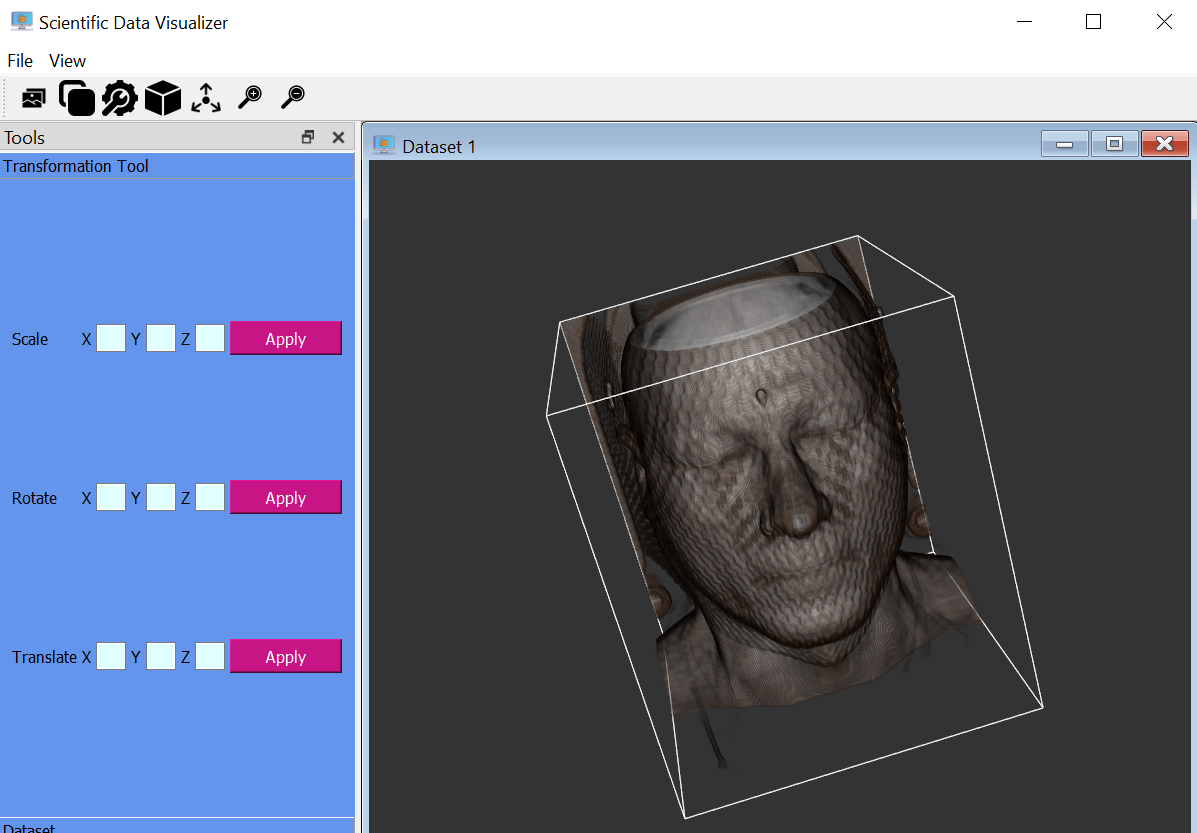 Scientific Data Visualizer
File View
Tools
Dataset 1
Transformation Tool
Scale X Y Z Apply
Rotate X Y Z Apply
Translate X Y Z Apply
Dataset